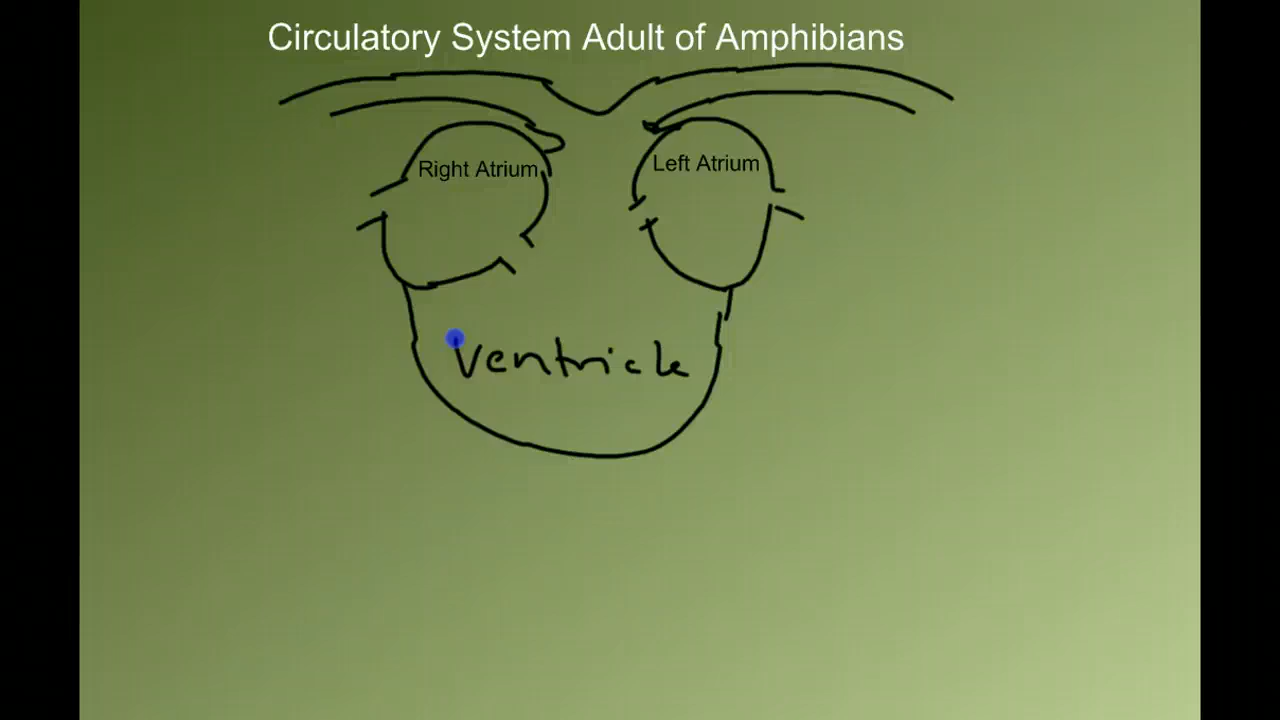 Circulatory System Adult of Amphibians
Right Atrium
Left Atrium
Ventricle